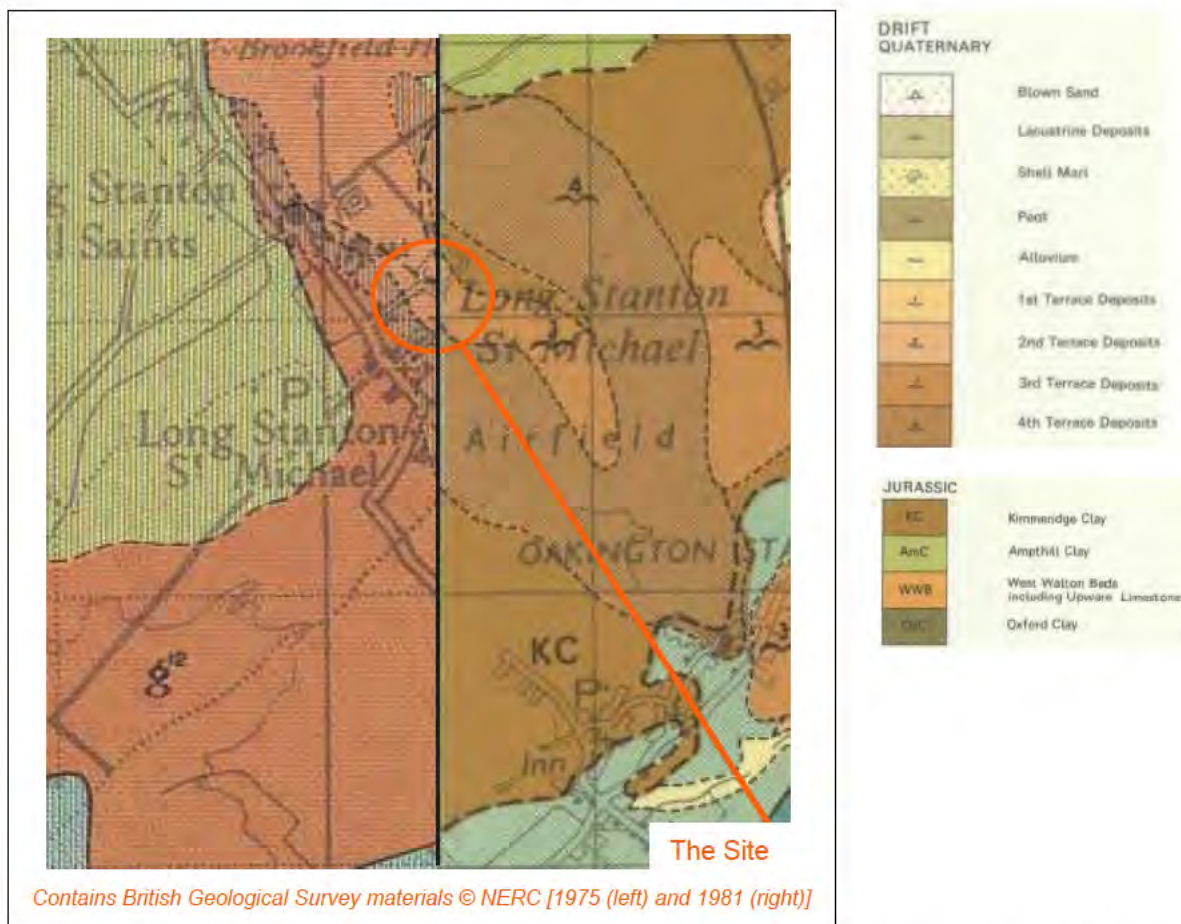 Brookfield
g Stanton
Saints
4
Long Stanton
St Michael
3
3
P
Long Stanton
St Michael
Airfield
OAKINGTON STA
3
KC
P
g¹²
Inn
The Site
Contains British Geological Survey materials © NERC [1975 (left) and 1981 (right)]
DRIFT
QUATERNARY
Blown Sand
Lacustrine Deposits
Shell Marl
Peat
Alluvium
1st Terrace Deposits
2nd Terrace Deposits
3rd Terrace Deposits
4th Terrace Deposits
JURASSIC
KC
Kimmeridge Clay
AmC
Ampthill Clay
WWB
West Walton Beds
including Upware Limestone
Oxford Clay